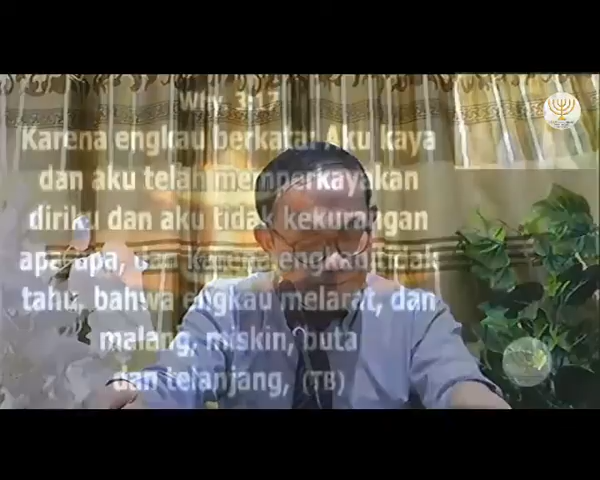 Why. 3:17
Karena engkau berkata: Aku kaya
dan aku telah memperkayakan
diriku dan aku tidak kekurangan
apa-apa, dan karena engkau tidak
tahu, bahwa engkau melarat, dan
malang, miskin, buta
dan telanjang, (TB)